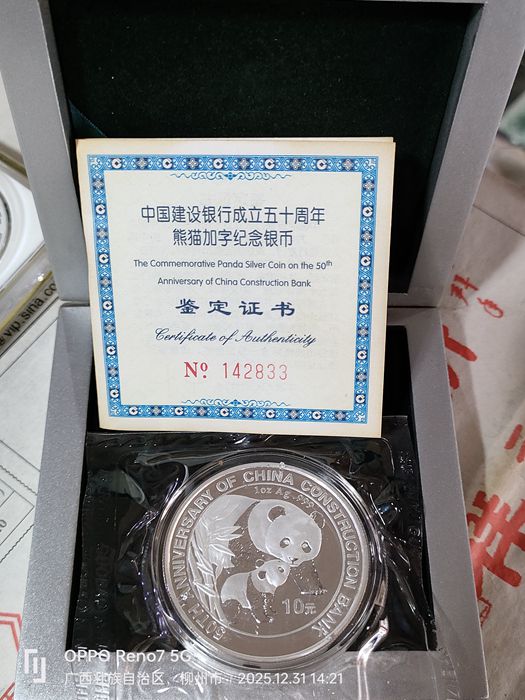 中国建设银行成立五十周年
熊猫加字纪念银币
The Commemorative Panda Silver Coin on the 50th
Anniversary of China Construction Bank
鉴定证书
Certificate of Authenticity
№ 142833
50TH ANNIVERSARY OF CHINA CONSTRUCTION BANK
1oz Ag .999
10元
@vip.sina.com
OPPO Reno7 5G
广西壮族自治区，柳州市 2025.12.31 14:21